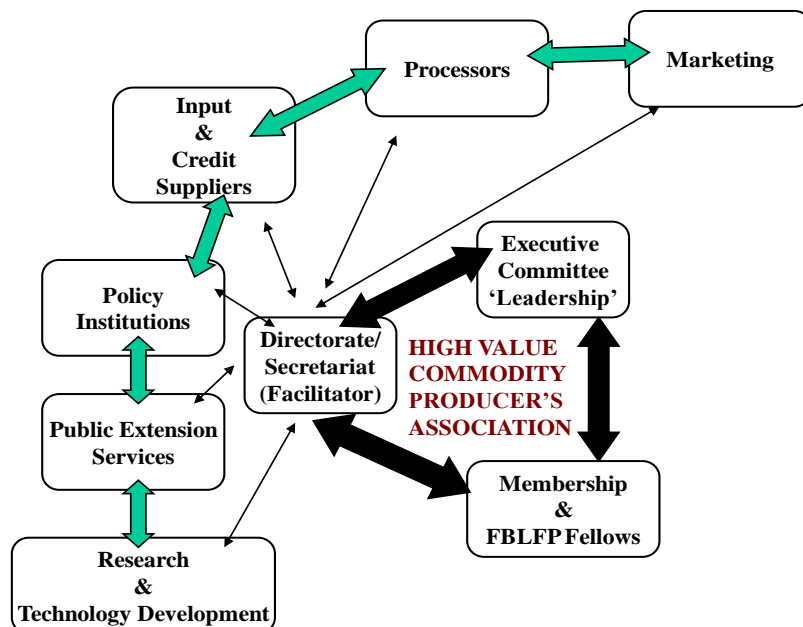 Processors
Marketing
Input
&
Credit
Suppliers
Executive
Committee
‘Leadership’
Policy
Institutions
Directorate/
Secretariat
(Facilitator)
HIGH VALUE
COMMODITY
PRODUCER’S
ASSOCIATION
Public Extension
Services
Membership
&
FBLFP Fellows
Research
&
Technology Development